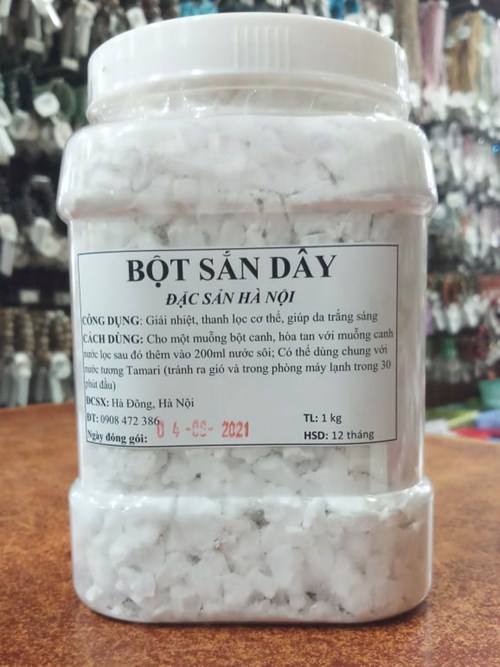 BỘT SẮN DÂY
ĐẶC SẢN HÀ NỘI
CÔNG DỤNG: Giải nhiệt, thanh lọc cơ thể, giúp da trắng sáng
CÁCH DÙNG: Cho một muỗng bột canh, hòa tan với muỗng canh
nước lọc sau đó thêm vào 200ml nước sôi; Có thể dùng chung với
nước tương Tamari (tránh ra gió và trong phòng máy lạnh trong 30
phút đầu)
ĐCSX: Hà Đông, Hà Nội
ĐT: 0908 472 386 TL: 1 kg
Ngày đóng gói: 04 - 2021 HSD: 12 tháng